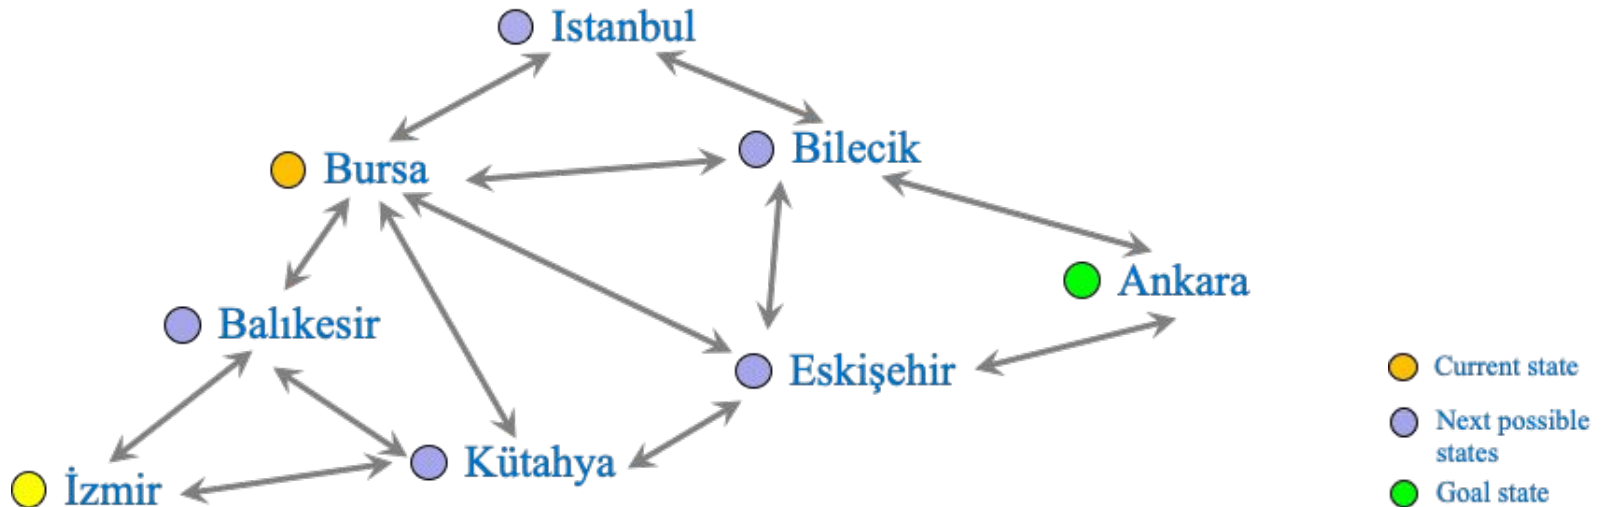 Istanbul
Bilecik
Bursa
Ankara
Balıkesir
Eskişehir
Kütahya
İzmir
Current state
Next possible
states
Goal state